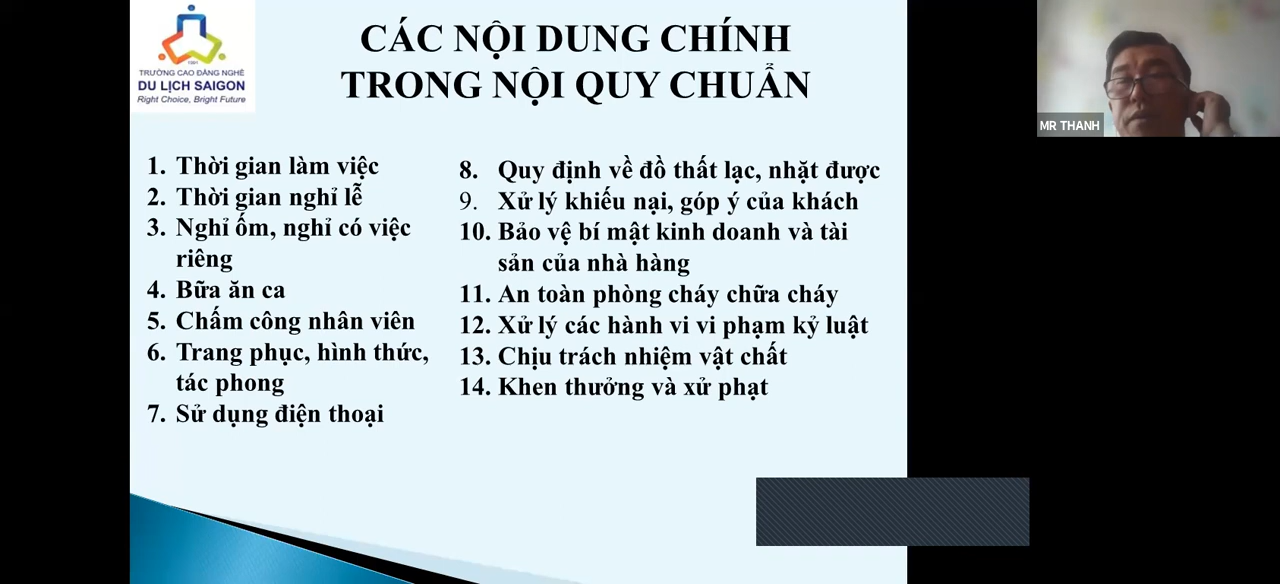 1991
TRƯỜNG CAO ĐẲNG NGHỀ
DU LỊCH SAIGON
Right Choice, Bright Future
CÁC NỘI DUNG CHÍNH
TRONG NỘI QUY CHUẨN
1. Thời gian làm việc
2. Thời gian nghỉ lễ
3. Nghỉ ốm, nghỉ có việc
riêng
4. Bữa ăn ca
5. Chấm công nhân viên
6. Trang phục, hình thức,
tác phong
7. Sử dụng điện thoại
8. Quy định về đồ thất lạc, nhặt được
9. Xử lý khiếu nại, góp ý của khách
10. Bảo vệ bí mật kinh doanh và tài
sản của nhà hàng
11. An toàn phòng cháy chữa cháy
12. Xử lý các hành vi vi phạm kỷ luật
13. Chịu trách nhiệm vật chất
14. Khen thưởng và xử phạt
MR THANH